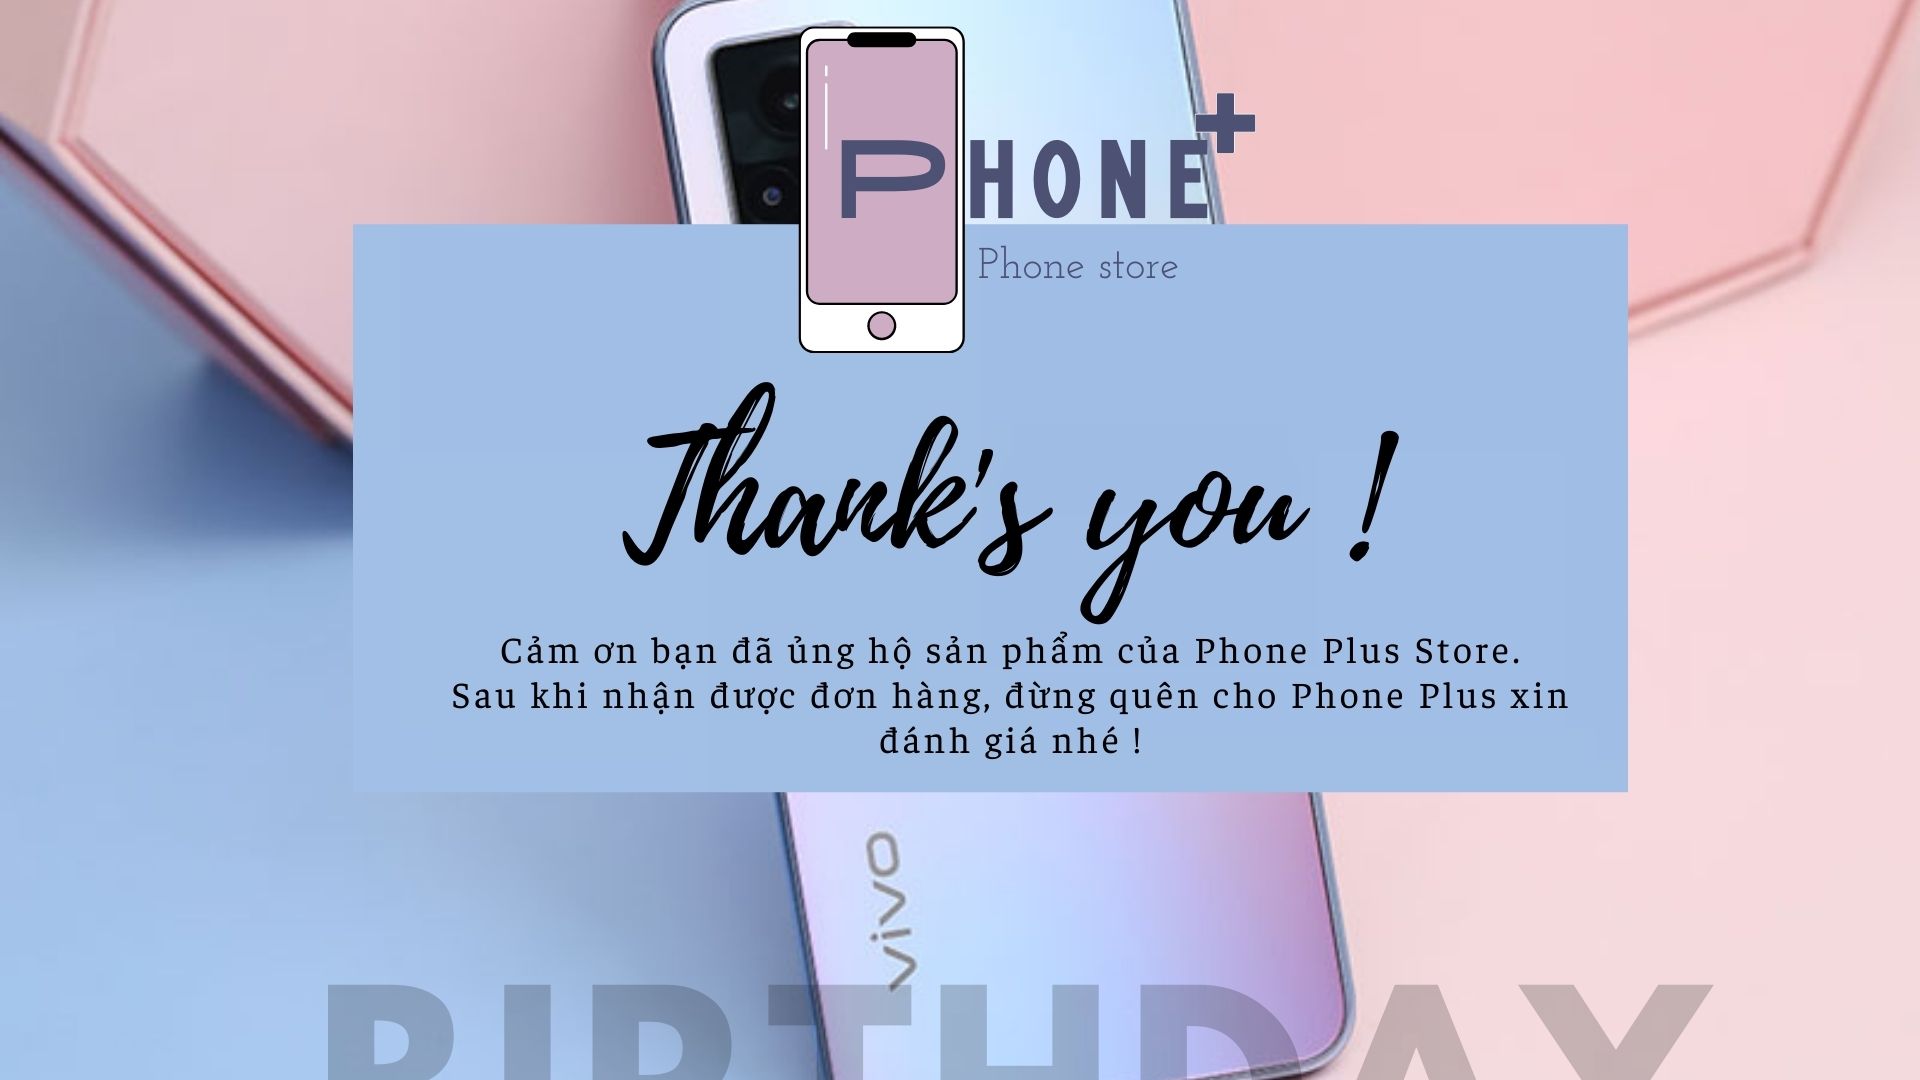 PHONE+
Phone store
Thank's you !
Cảm ơn bạn đã ủng hộ sản phẩm của Phone Plus Store.
Sau khi nhận được đơn hàng, đừng quên cho Phone Plus xin
đánh giá nhé !
vivo
BIRTHDAY